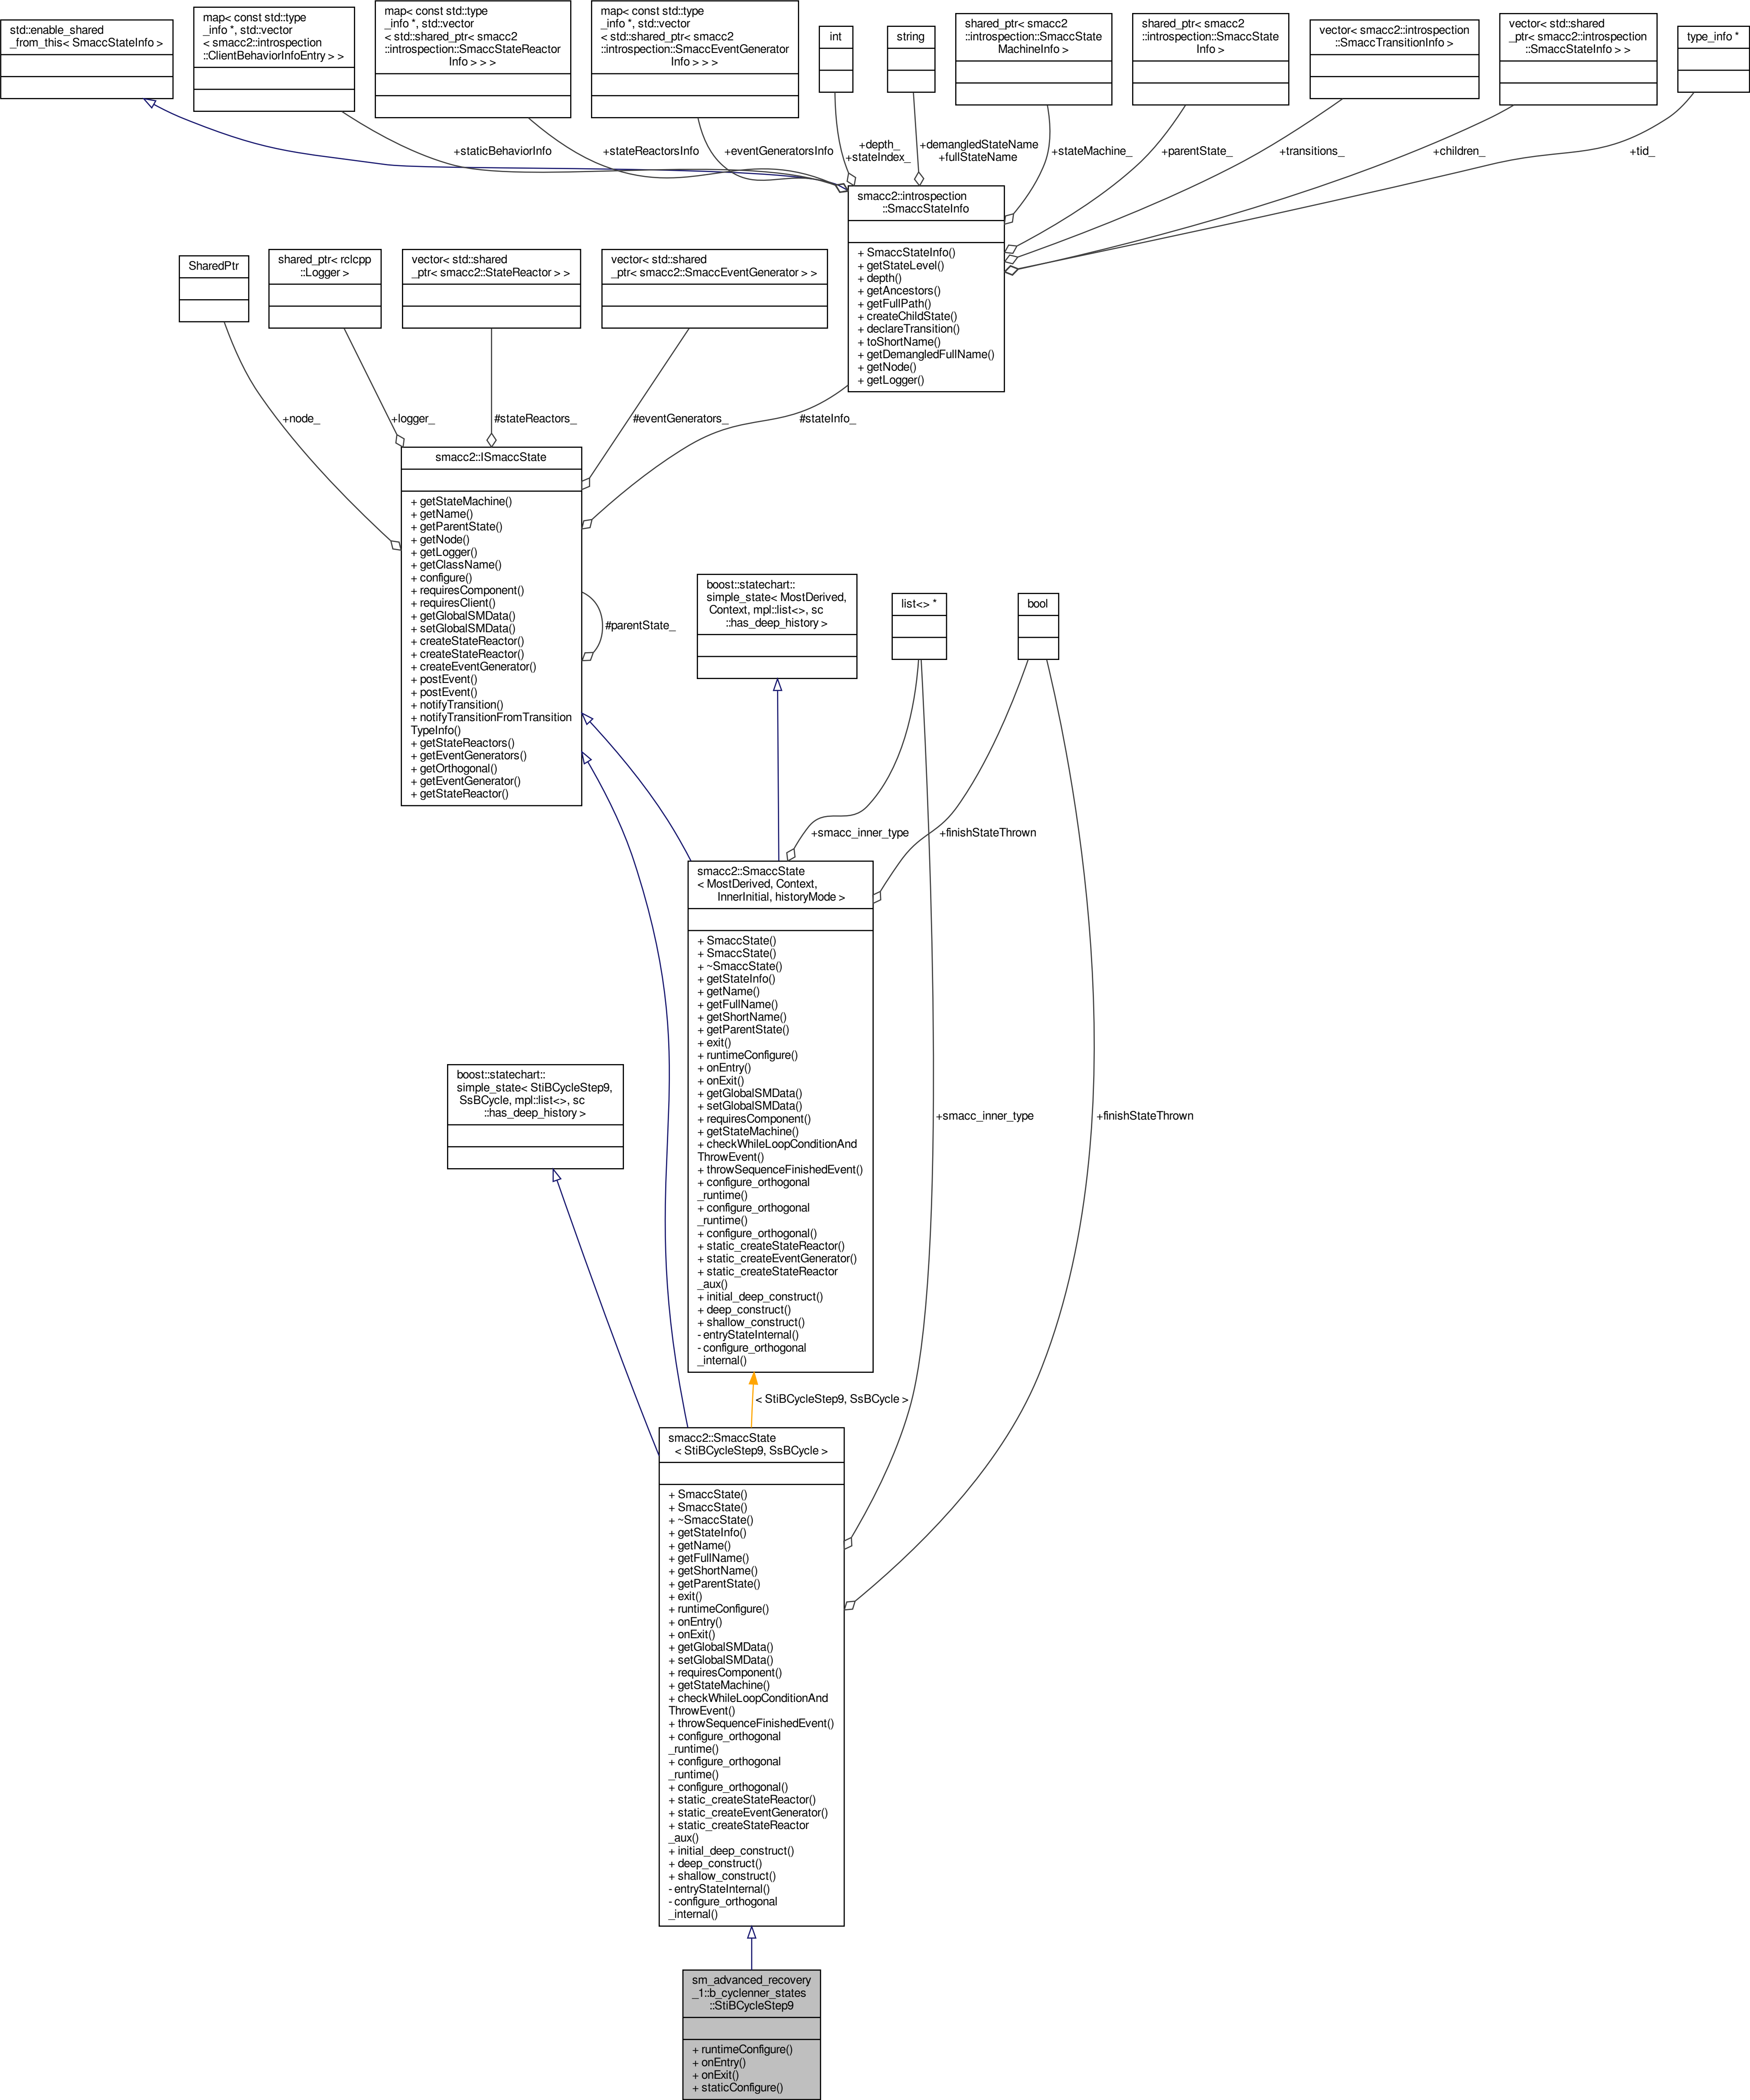 std::enable_shared
_from_this< SmaccStateInfo >
map< const std::type
_info *, std::vector
< smacc2::introspection
::ClientBehaviorInfoEntry > >
map< const std::type
_info *, std::vector
< std::shared_ptr< smacc2
::introspection::SmaccStateReactor
Info > > >
map< const std::type
_info *, std::vector
< std::shared_ptr< smacc2
::introspection::SmaccEventGenerator
Info > > >
int
string
shared_ptr< smacc2
::introspection::SmaccState
MachineInfo >
shared_ptr< smacc2
::introspection::SmaccState
Info >
vector< smacc2::introspection
::SmaccTransitionInfo >
vector< std::shared
_ptr< smacc2::introspection
::SmaccStateInfo > >
type_info *
+staticBehaviorInfo
+stateReactorsInfo
+eventGeneratorsInfo
+depth_
+stateIndex_
+demangledStateName
+fullStateName
+stateMachine_
+parentState_
+transitions_
+children_
+tid_
smacc2::introspection
::SmaccStateInfo
+ SmaccStateInfo()
+ getStateLevel()
+ depth()
+ getAncestors()
+ getFullPath()
+ createChildState()
+ declareTransition()
+ toShortName()
+ getDemangledFullName()
+ getNode()
+ getLogger()
SharedPtr
shared_ptr< rclcpp
::Logger >
vector< std::shared
_ptr< smacc2::StateReactor > >
vector< std::shared
_ptr< smacc2::SmaccEventGenerator > >
+node_
+logger_
#stateReactors_
#eventGenerators_
#stateInfo_
smacc2::ISmaccState
+ getStateMachine()
+ getName()
+ getParentState()
+ getNode()
+ getLogger()
+ getClassName()
+ configure()
+ requiresComponent()
+ requiresClient()
+ getGlobalSMData()
+ setGlobalSMData()
+ createStateReactor()
+ createStateReactor()
+ createEventGenerator()
+ postEvent()
+ postEvent()
+ notifyTransition()
+ notifyTransitionFromTransition
TypeInfo()
+ getStateReactors()
+ getEventGenerators()
+ getOrthogonal()
+ getEventGenerator()
+ getStateReactor()
#parentState_
boost::statechart::
simple_state< MostDerived,
Context, mpl::list<>, sc
::has_deep_history >
list<> *
bool
+smacc_inner_type
+finishStateThrown
smacc2::SmaccState
< MostDerived, Context,
InnerInitial, historyMode >
+ SmaccState()
+ SmaccState()
+ ~SmaccState()
+ getStateInfo()
+ getName()
+ getFullName()
+ getShortName()
+ getParentState()
+ exit()
+ runtimeConfigure()
+ onEntry()
+ onExit()
+ getGlobalSMData()
+ setGlobalSMData()
+ requiresComponent()
+ getStateMachine()
+ checkWhileLoopConditionAnd
ThrowEvent()
+ throwSequenceFinishedEvent()
+ configure_orthogonal
_runtime()
+ configure_orthogonal
_runtime()
+ configure_orthogonal()
+ static_createStateReactor()
+ static_createEventGenerator()
+ static_createStateReactor
_aux()
+ initial_deep_construct()
+ deep_construct()
+ shallow_construct()
- entryStateInternal()
- configure_orthogonal
_internal()
boost::statechart::
simple_state< StiBCycleStep9,
SsBCycle, mpl::list<>, sc
::has_deep_history >
+smacc_inner_type
+finishStateThrown
< StiBCycleStep9, SsBCycle >
smacc2::SmaccState
< StiBCycleStep9, SsBCycle >
+ SmaccState()
+ SmaccState()
+ ~SmaccState()
+ getStateInfo()
+ getName()
+ getFullName()
+ getShortName()
+ getParentState()
+ exit()
+ runtimeConfigure()
+ onEntry()
+ onExit()
+ getGlobalSMData()
+ setGlobalSMData()
+ requiresComponent()
+ getStateMachine()
+ checkWhileLoopConditionAnd
ThrowEvent()
+ throwSequenceFinishedEvent()
+ configure_orthogonal
_runtime()
+ configure_orthogonal
_runtime()
+ configure_orthogonal()
+ static_createStateReactor()
+ static_createEventGenerator()
+ static_createStateReactor
_aux()
+ initial_deep_construct()
+ deep_construct()
+ shallow_construct()
- entryStateInternal()
- configure_orthogonal
_internal()
sm_advanced_recovery
_1::b_cyclenner_states
::StiBCycleStep9
+ runtimeConfigure()
+ onEntry()
+ onExit()
+ staticConfigure()